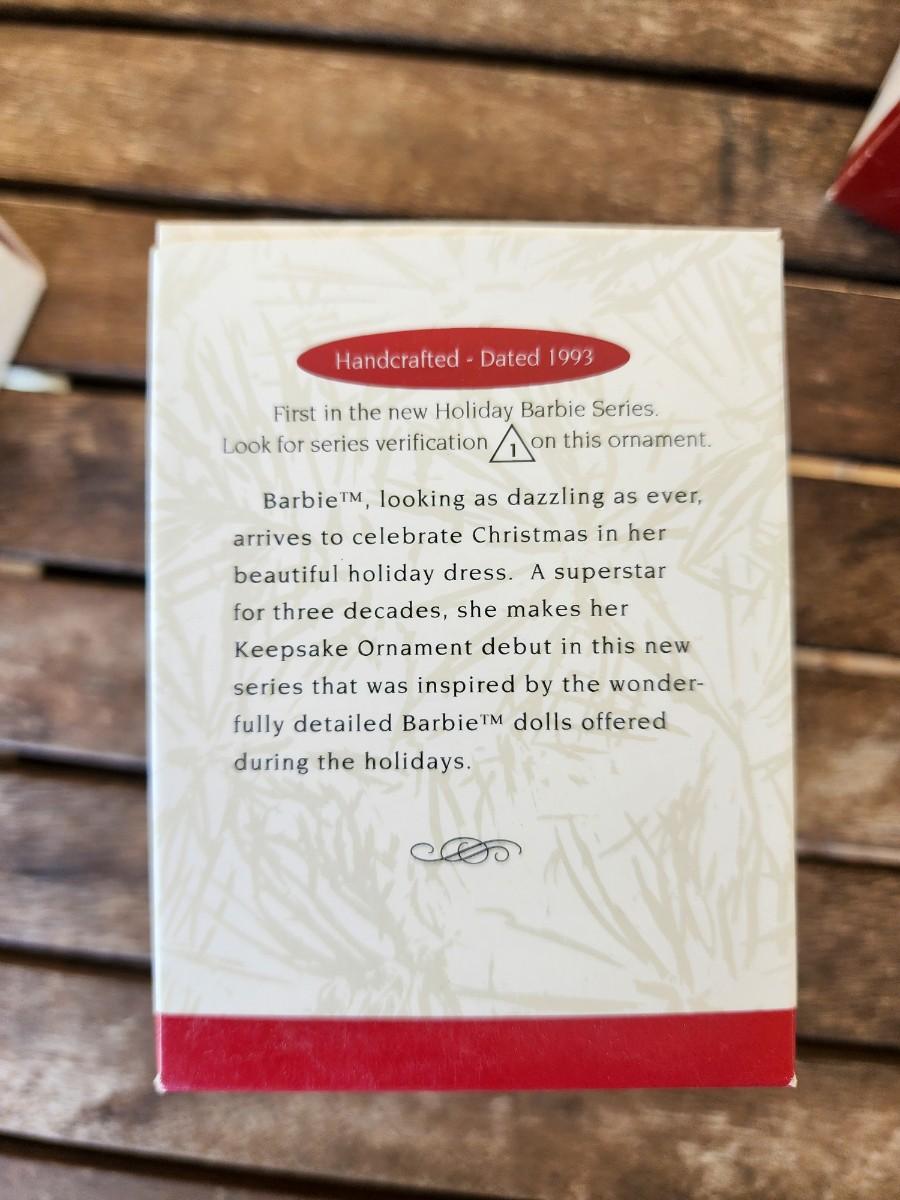 Handcrafted - Dated 1993
First in the new Holiday Barbie Series.
Look for series verification 1 on this ornament.
Barbie™, looking as dazzling as ever,
arrives to celebrate Christmas in her
beautiful holiday dress. A superstar
for three decades, she makes her
Keepsake Ornament debut in this new
series that was inspired by the wonder-
fully detailed Barbie™ dolls offered
during the holidays.